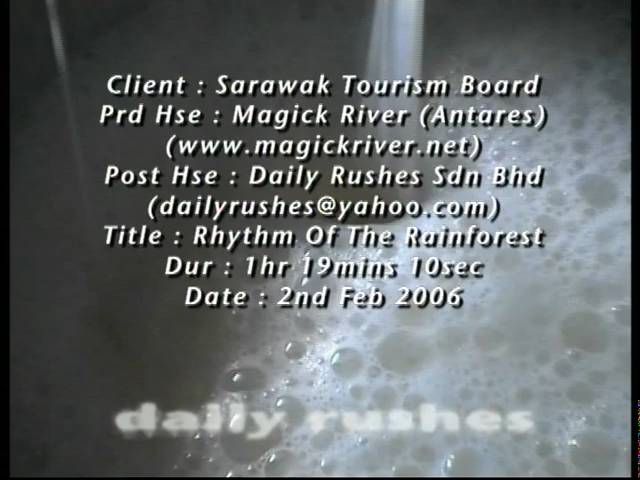 Client : Sarawak Tourism Board
Prd Hse : Magick River (Antares)
(www.magickriver.net)
Post Hse : Daily Rushes Sdn Bhd
(dailyrushes@yahoo.com)
Title : Rhythm Of The Rainforest
Dur : 1hr 19mins 10sec
Date : 2nd Feb 2006
daily rushes